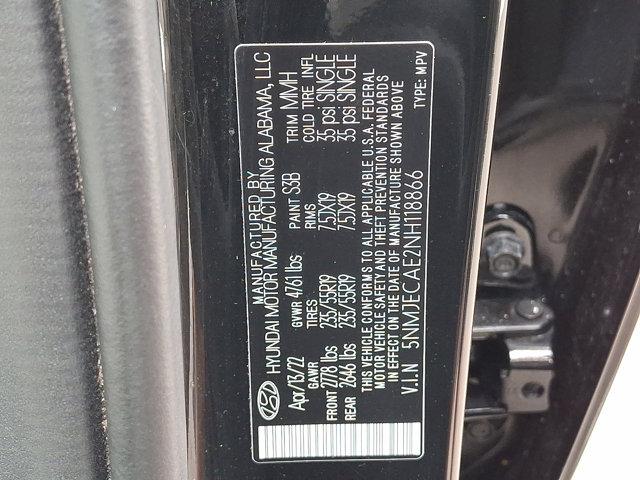 MANUFACTURED BY
HYUNDAI MOTOR MANUFACTURING ALABAMA, LLC
Apr/13/22 GVWR 4761 lbs PAINT S3B TRIM MMH
GAWR TIRES RIMS COLD TIRE INFL
FRONT 2778 lbs 235/55R19 7.5JX19 35 psi SINGLE
REAR 2646 lbs 235/55R19 7.5JX19 35 psi SINGLE
THIS VEHICLE CONFORMS TO ALL APPLICABLE U.S.A. FEDERAL
MOTOR VEHICLE SAFETY AND THEFT PREVENTION STANDARDS
IN EFFECT ON THE DATE OF MANUFACTURE SHOWN ABOVE
V.I.N 5NMJECAE2NH118866 TYPE: MPV